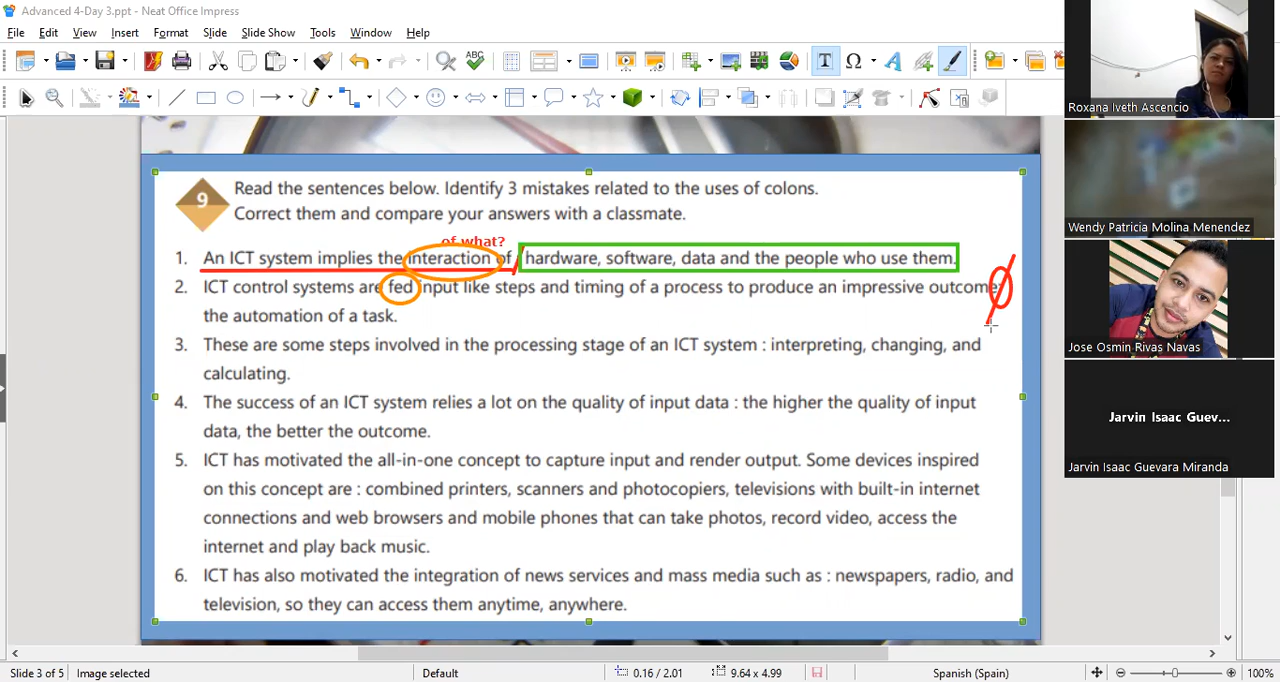 Advanced 4-Day 3.ppt - Neat Office Impress
File Edit View Insert Format Slide Slide Show Tools Window Help
Roxana Iveth Ascencio
Wendy Patricia Molina Menendez
Jose Osmin Rivas Navas
Jarvin Isaac Guev...
Jarvin Isaac Guevara Miranda
9
Read the sentences below. Identify 3 mistakes related to the uses of colons.
Correct them and compare your answers with a classmate.
of what?
1. An ICT system implies the interaction of : hardware, software, data and the people who use them.
2. ICT control systems are fed input like steps and timing of a process to produce an impressive outcome:
the automation of a task.
3. These are some steps involved in the processing stage of an ICT system : interpreting, changing, and
calculating.
4. The success of an ICT system relies a lot on the quality of input data : the higher the quality of input
data, the better the outcome.
5. ICT has motivated the all-in-one concept to capture input and render output. Some devices inspired
on this concept are : combined printers, scanners and photocopiers, televisions with built-in internet
connections and web browsers and mobile phones that can take photos, record video, access the
internet and play back music.
6. ICT has also motivated the integration of news services and mass media such as : newspapers, radio, and
television, so they can access them anytime, anywhere.
Slide 3 of 5 Image selected Default 0.16 / 2.01 9.64 x 4.99 Spanish (Spain) 100%